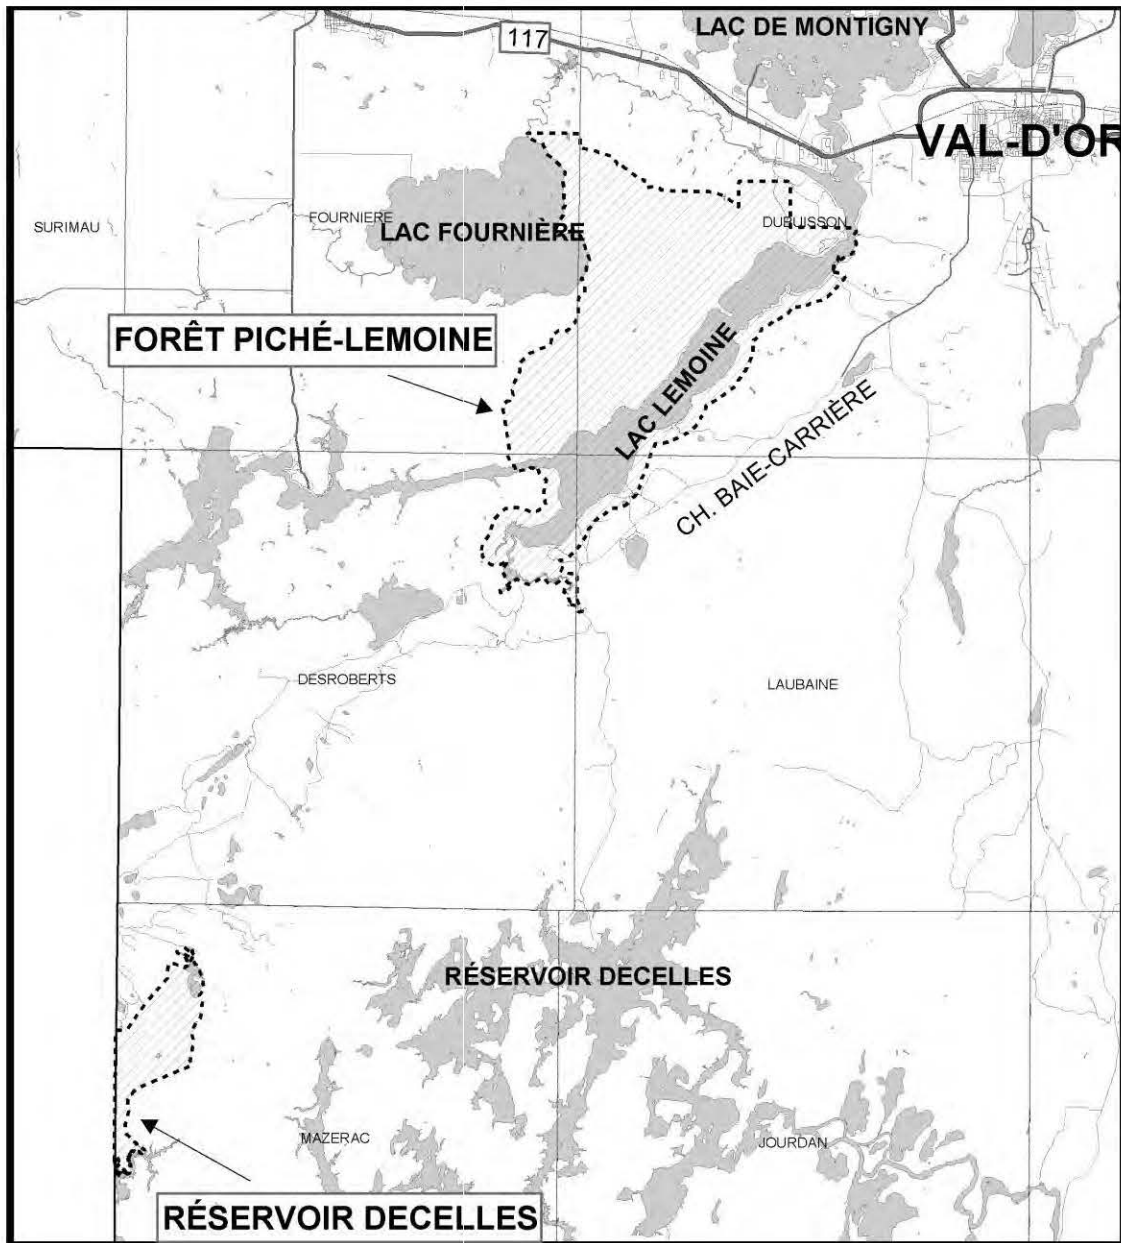 LAC DE MONTIGNY
117
VAL-D'OR
SURIMAU
FOURNIERE
LAC FOURNIÈRE
DUBUISSON
FORÊT PICHÉ-LEMOINE
LAC LEMOINE
CH. BAIE-CARRIÈRE
DESROBERTS
LAUBAINE
RÉSERVOIR DECELLES
MAZERAC
JOURDAN
RÉSERVOIR DECELLES